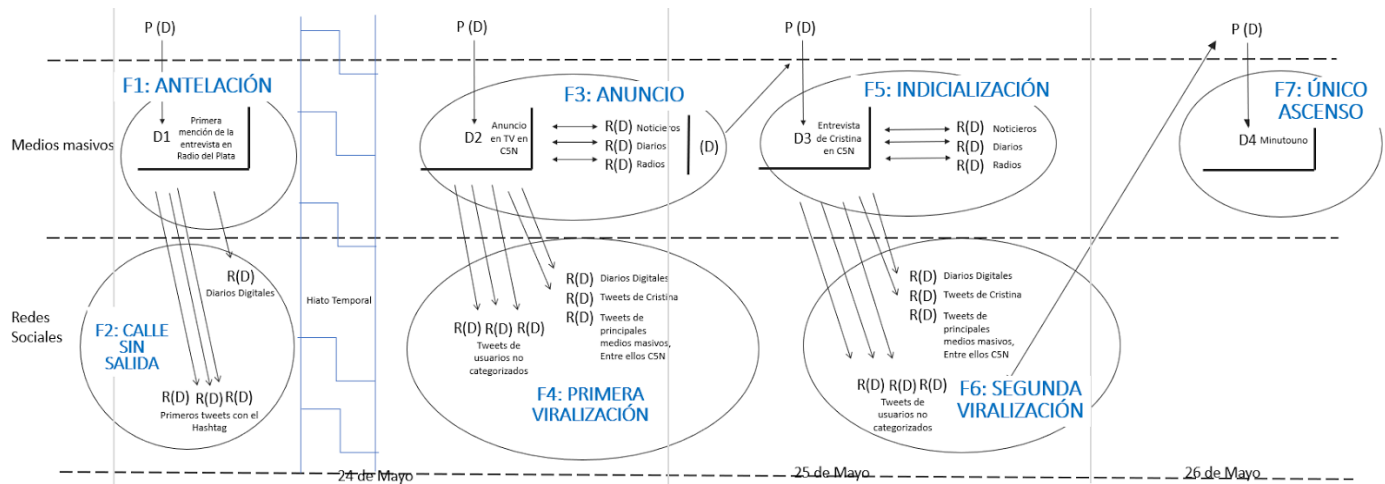 P (D)
P (D)
P (D)
P (D)
F1: ANTELACIÓN
D1
Primera
mención de la
entrevista en
Radio del Plata
F3: ANUNCIO
D2
Anuncio
en TV en
C5N
R(D) Noticieros
R(D) Diarios
R(D) Radios
(D)
F5: INDICIALIZACIÓN
D3
Entrevista
de Cristina
en C5N
R(D) Noticieros
R(D) Diarios
R(D) Radios
F7: ÚNICO
ASCENSO
D4 Minutouno
Medios masivos
Redes
Sociales
R(D)
Diarios Digitales
F2: CALLE
SIN
SALIDA
R(D) R(D) R(D)
Primeros tweets con el
Hashtag
Hiato Temporal
R(D) Diarios Digitales
R(D) Tweets de Cristina
R(D) Tweets de
principales
medios masivos,
Entre ellos C5N
R(D) R(D) R(D)
Tweets de
usuarios no
categorizados
F4: PRIMERA
VIRALIZACIÓN
R(D) Diarios Digitales
R(D) Tweets de Cristina
R(D) Tweets de
principales
medios masivos,
Entre ellos C5N
R(D) R(D) R(D)
Tweets de
usuarios no
categorizados
F6: SEGUNDA
VIRALIZACIÓN
24 de Mayo
25 de Mayo
26 de Mayo